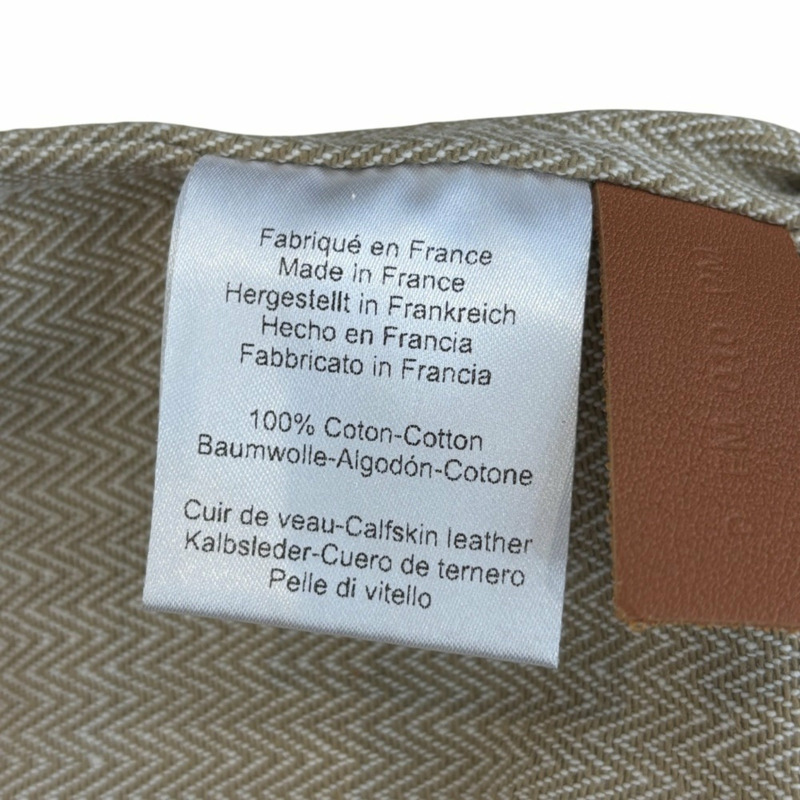 Fabriqué en France
Made in France
Hergestellt in Frankreich
Hecho en Francia
Fabbricato in Francia
100% Coton-Cotton
Baumwolle-Algodón-Cotone
Cuir de veau-Calfskin leather
Kalbsleder-Cuero de ternero
Pelle di vitello